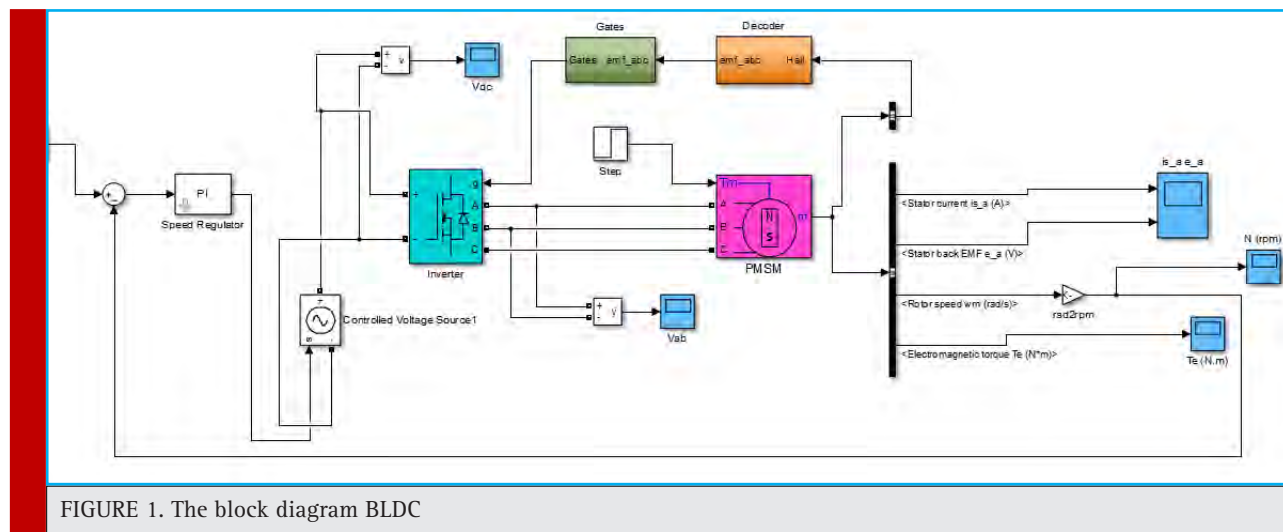 Gates
Decoder
Gates emf_abc
emf_abc Hall
+
-
v
Vdc
Step
is_a e_a
PI
Speed Regulator
+
-
g
A
B
C
Inverter
Tm
A
B
C
N
S
m
PMSM
<Stator current is_a (A)>
<Stator back EMF e_a (V)>
<Rotor speed wm (rad/s)>
<Electromagnetic torque Te (N*m)>
N (rpm)
rad2rpm
Te (N.m)
Controlled Voltage Source1
+
-
v
Vab
FIGURE 1. The block diagram BLDC